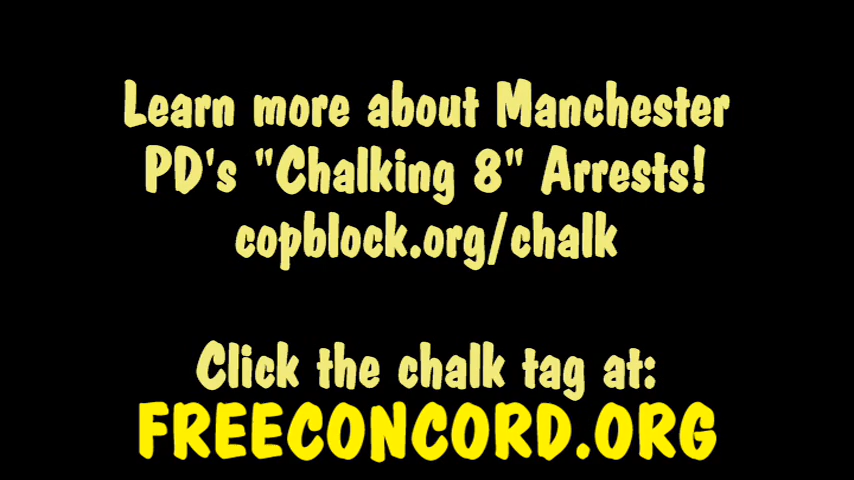 Learn more about Manchester
PD's "Chalking 8" Arrests!
copblock.org/chalk
Click the chalk tag at:
FREECONCORD.ORG